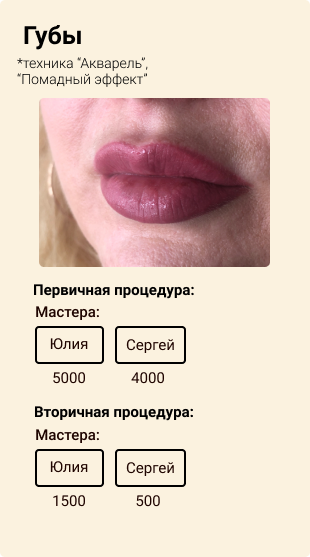 Губы
*техника “Акварель”,
“Помадный эффект”
Первичная процедура:
Мастера:
Юлия Сергей
5000 4000
Вторичная процедура:
Мастера:
Юлия Сергей
1500 500